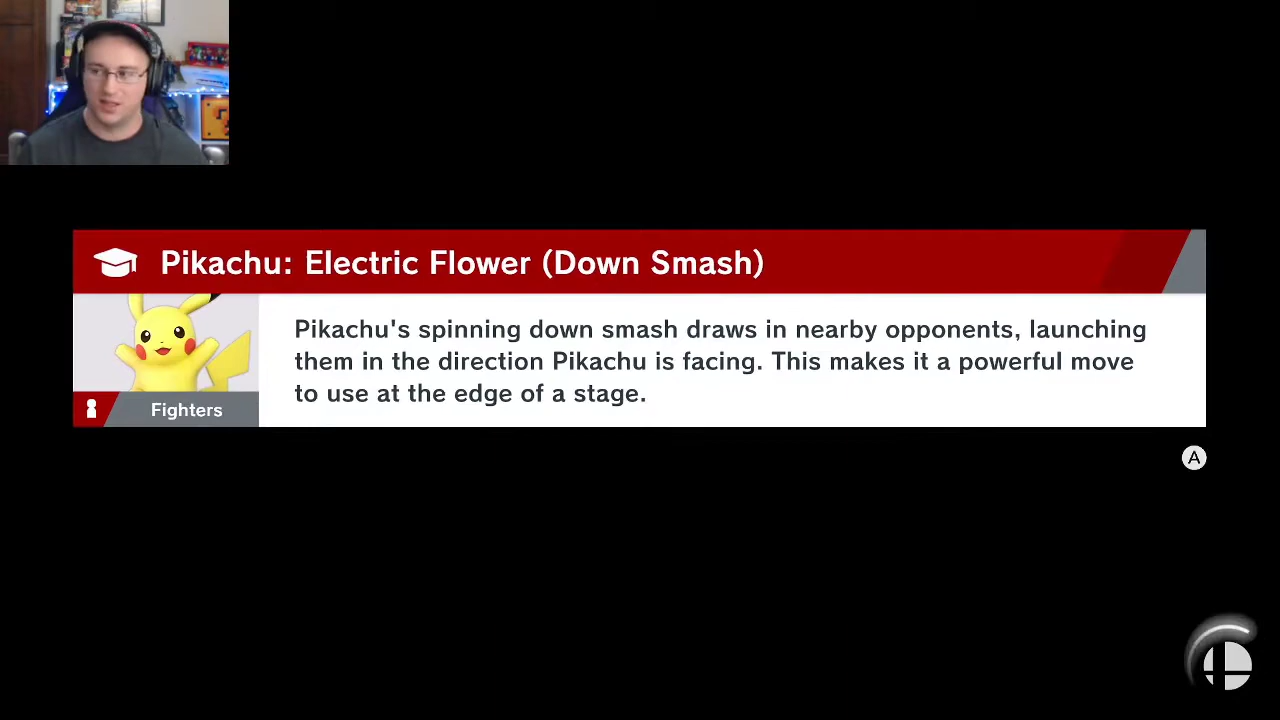 Pikachu: Electric Flower (Down Smash)
Pikachu's spinning down smash draws in nearby opponents, launching
them in the direction Pikachu is facing. This makes it a powerful move
to use at the edge of a stage.
Fighters
A